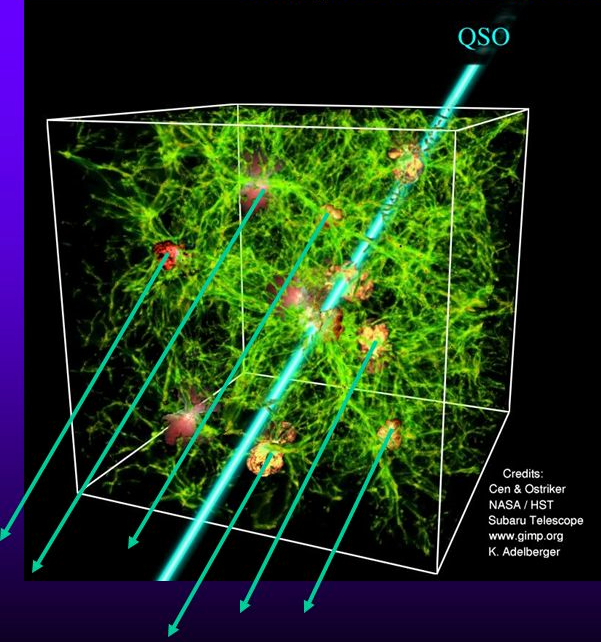 QSO
Credits:
Cen & Ostriker
NASA / HST
Subaru Telescope
www.gimp.org
K. Adelberger